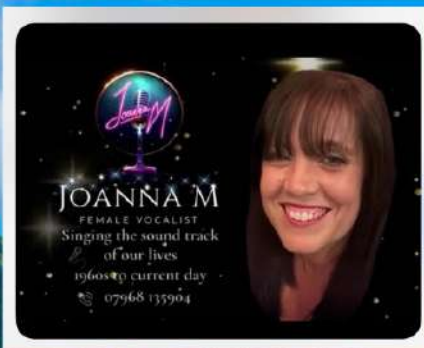 Joanna
M
JOANNA M
FEMALE VOCALIST
Singing the sound track
of our lives
1960s to current day
07968 135904